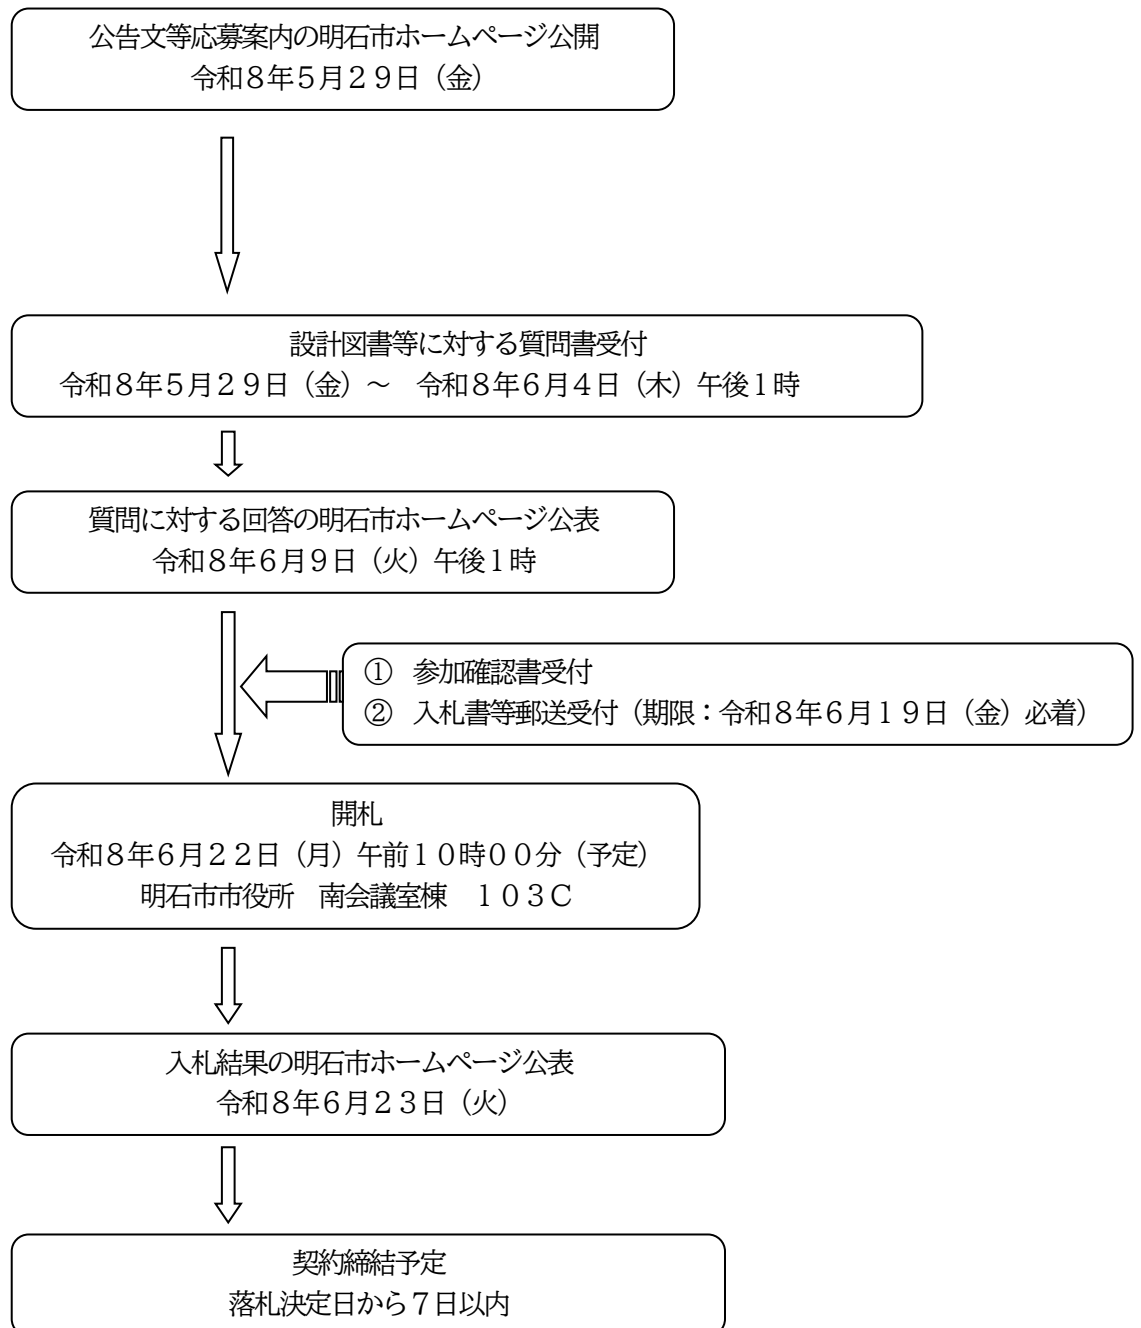 公告文等応募案内の明石市ホームページ公開
令和８年５月２９日（金）
設計図書等に対する質問書受付
令和８年５月２９日（金）～　令和８年６月４日（木）午後１時
質問に対する回答の明石市ホームページ公表
令和８年６月９日（火）午後１時
①　参加確認書受付
②　入札書等郵送受付（期限：令和８年６月１９日（金）必着）
開札
令和８年６月２２日（月）午前１０時００分（予定）
明石市市役所　南会議室棟　１０３Ｃ
入札結果の明石市ホームページ公表
令和８年６月２３日（火）
契約締結予定
落札決定日から７日以内